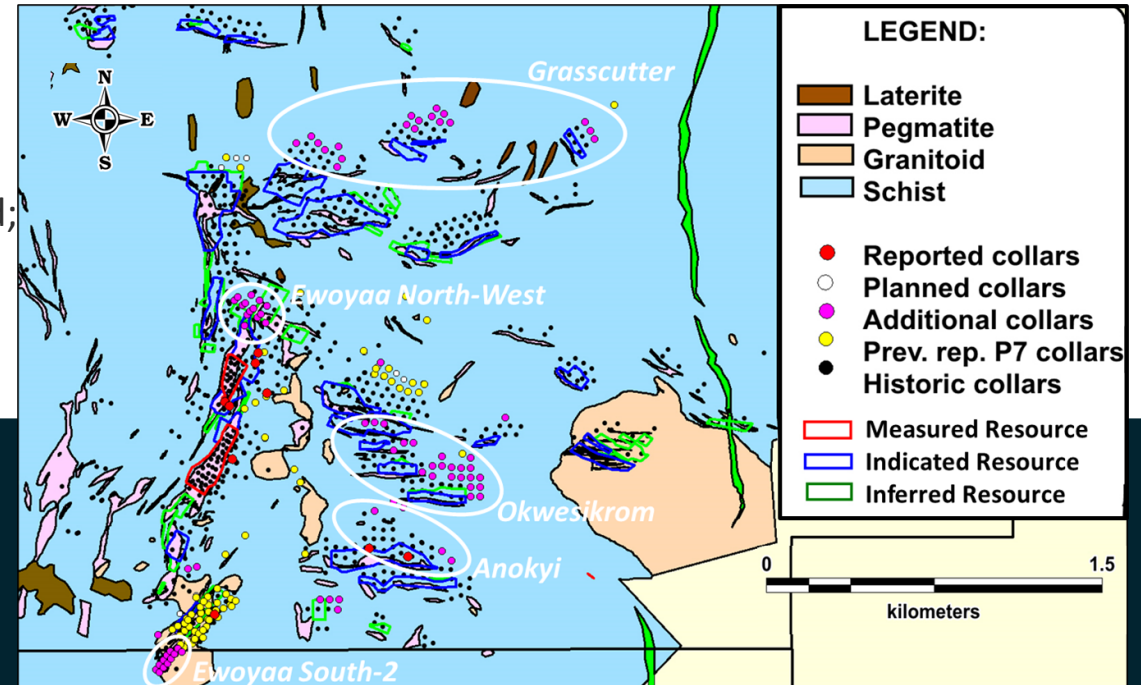 Grasscutter
N
W E
S
l;
Ewoyaa North-West
Okwesikrom
Anokyi
Ewoyaa South-2
LEGEND:
Laterite
Pegmatite
Granitoid
Schist
Reported collars
Planned collars
Additional collars
Prev. rep. P7 collars
Historic collars
Measured Resource
Indicated Resource
Inferred Resource
0 1.5
kilometers